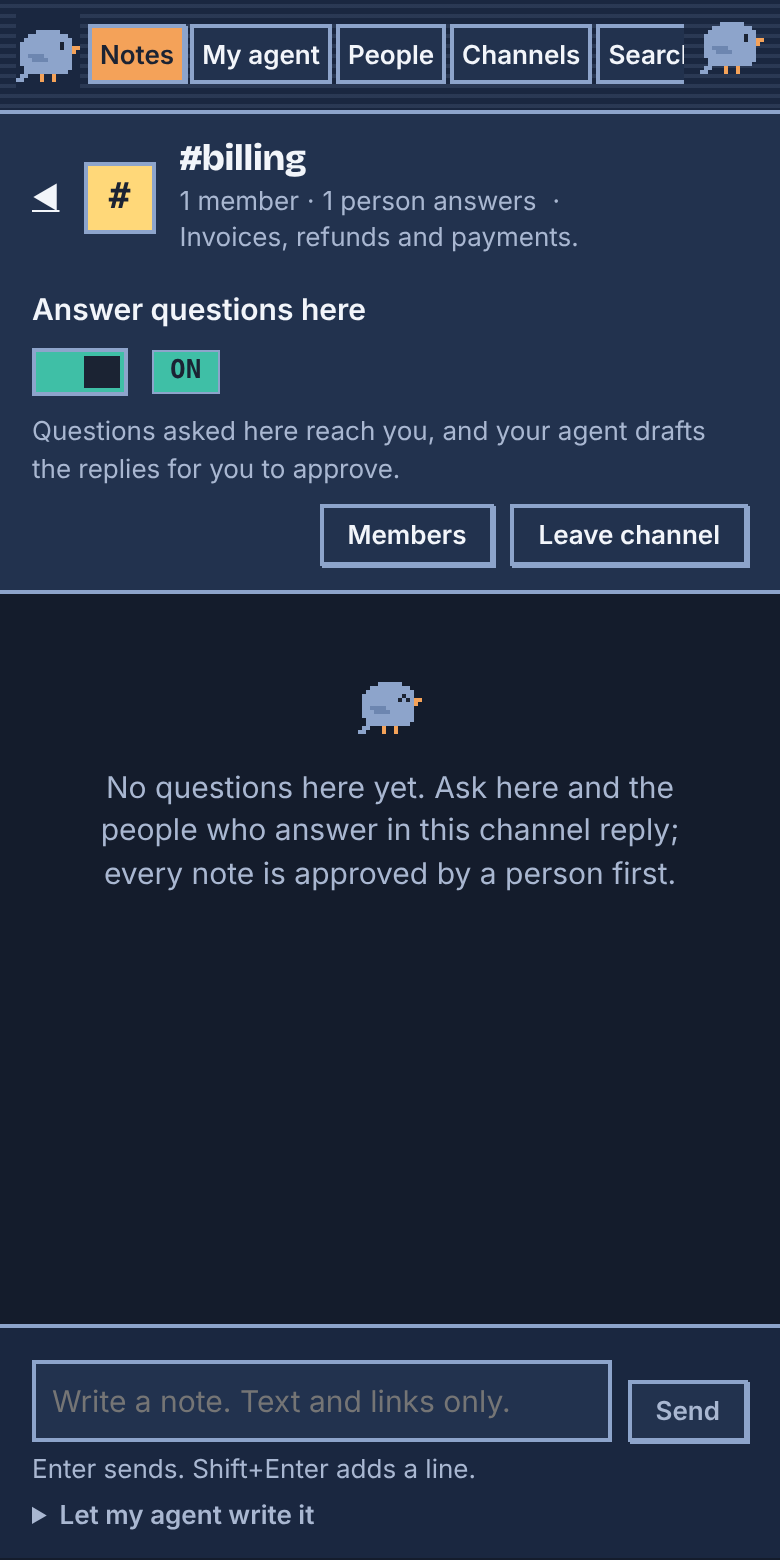 Notes
My agent
People
Channels
Search
#
#billing
1 member · 1 person answers ·
Invoices, refunds and payments.
Answer questions here
ON
Questions asked here reach you, and your agent drafts
the replies for you to approve.
Members
Leave channel
No questions here yet. Ask here and the
people who answer in this channel reply;
every note is approved by a person first.
Write a note. Text and links only.
Send
Enter sends. Shift+Enter adds a line.
Let my agent write it